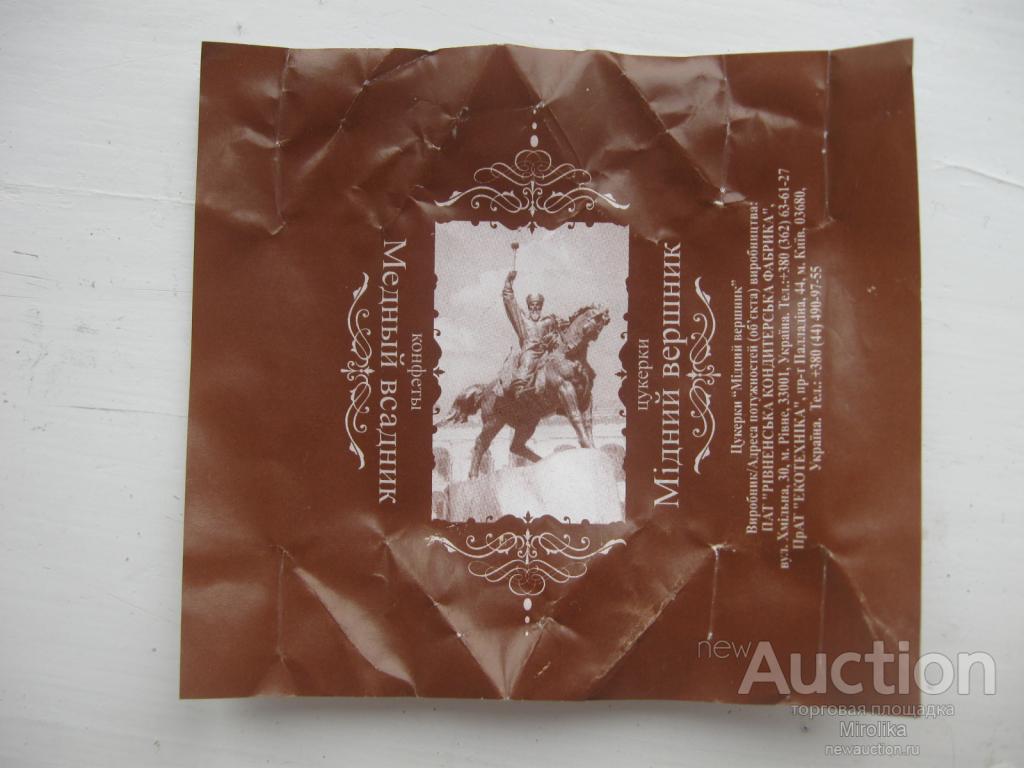 Медный всадник
конфеты
цукерки
Мідний вершник
Цукерки "Мідний вершник"
Виробник/Адреса потужностей (об'єкта) виробництва:
ПАТ "РІВНЕНСЬКА КОНДИТЕРСЬКА ФАБРИКА",
вул. Хмільна, 30, м. Рівне, 33001, Україна. Тел.:+380 (362) 63-61-27
ПрАТ "ЕКОТЕХНІКА", пр-т Палладіна, 44, м. Київ, 03680,
Україна. Тел.: +380 (44) 490-97-55
new Auction
торговая площадка
Mirolika
newauction.ru